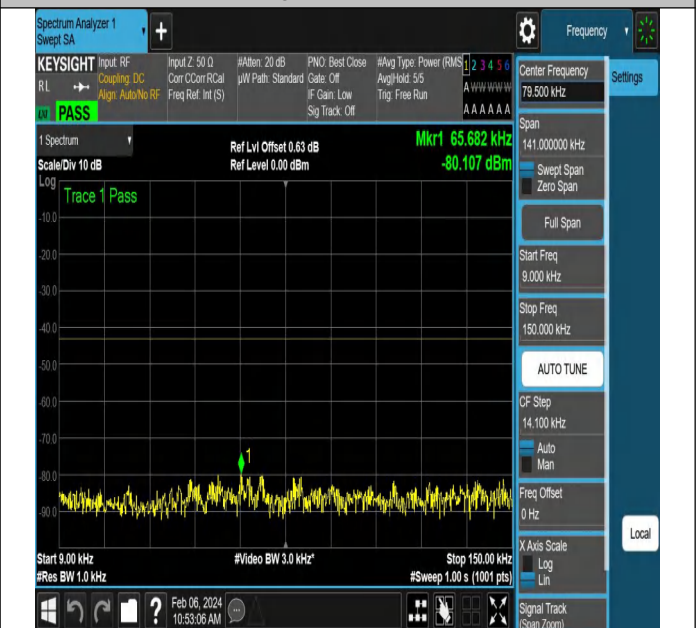 Spectrum Analyzer 1
Swept SA
+
Frequency
KEYSIGHT
RL
PASS
Input: RF
Coupling: DC
Align: Auto/No RF
Input Z: 50 Ω
Corr CCorr RCal
Freq Ref: Int (S)
#Atten: 20 dB
µW Path: Standard
PNO: Best Close
Gate: Off
IF Gain: Low
Sig Track: Off
#Avg Type: Power (RMS
Avg|Hold: 5/5
Trig: Free Run
1 2 3 4 5 6
A W W W W W
A A A A A A
1 Spectrum
Scale/Div 10 dB
Ref Lvl Offset 0.63 dB
Ref Level 0.00 dBm
Mkr1 65.682 kHz
-80.107 dBm
Log
Trace 1 Pass
-10.0
-20.0
-30.0
-40.0
-50.0
-60.0
-70.0
-80.0
-90.0
1
Start 9.00 kHz
#Res BW 1.0 kHz
#Video BW 3.0 kHz*
Stop 150.00 kHz
#Sweep 1.00 s (1001 pts)
?
Feb 06, 2024
10:53:06 AM
Center Frequency
79.500 kHz
Settings
Span
141.000000 kHz
Swept Span
Zero Span
Full Span
Start Freq
9.000 kHz
Stop Freq
150.000 kHz
AUTO TUNE
CF Step
14.100 kHz
Auto
Man
Freq Offset
0 Hz
Local
X Axis Scale
Log
Lin
Signal Track
(Span Zoom)